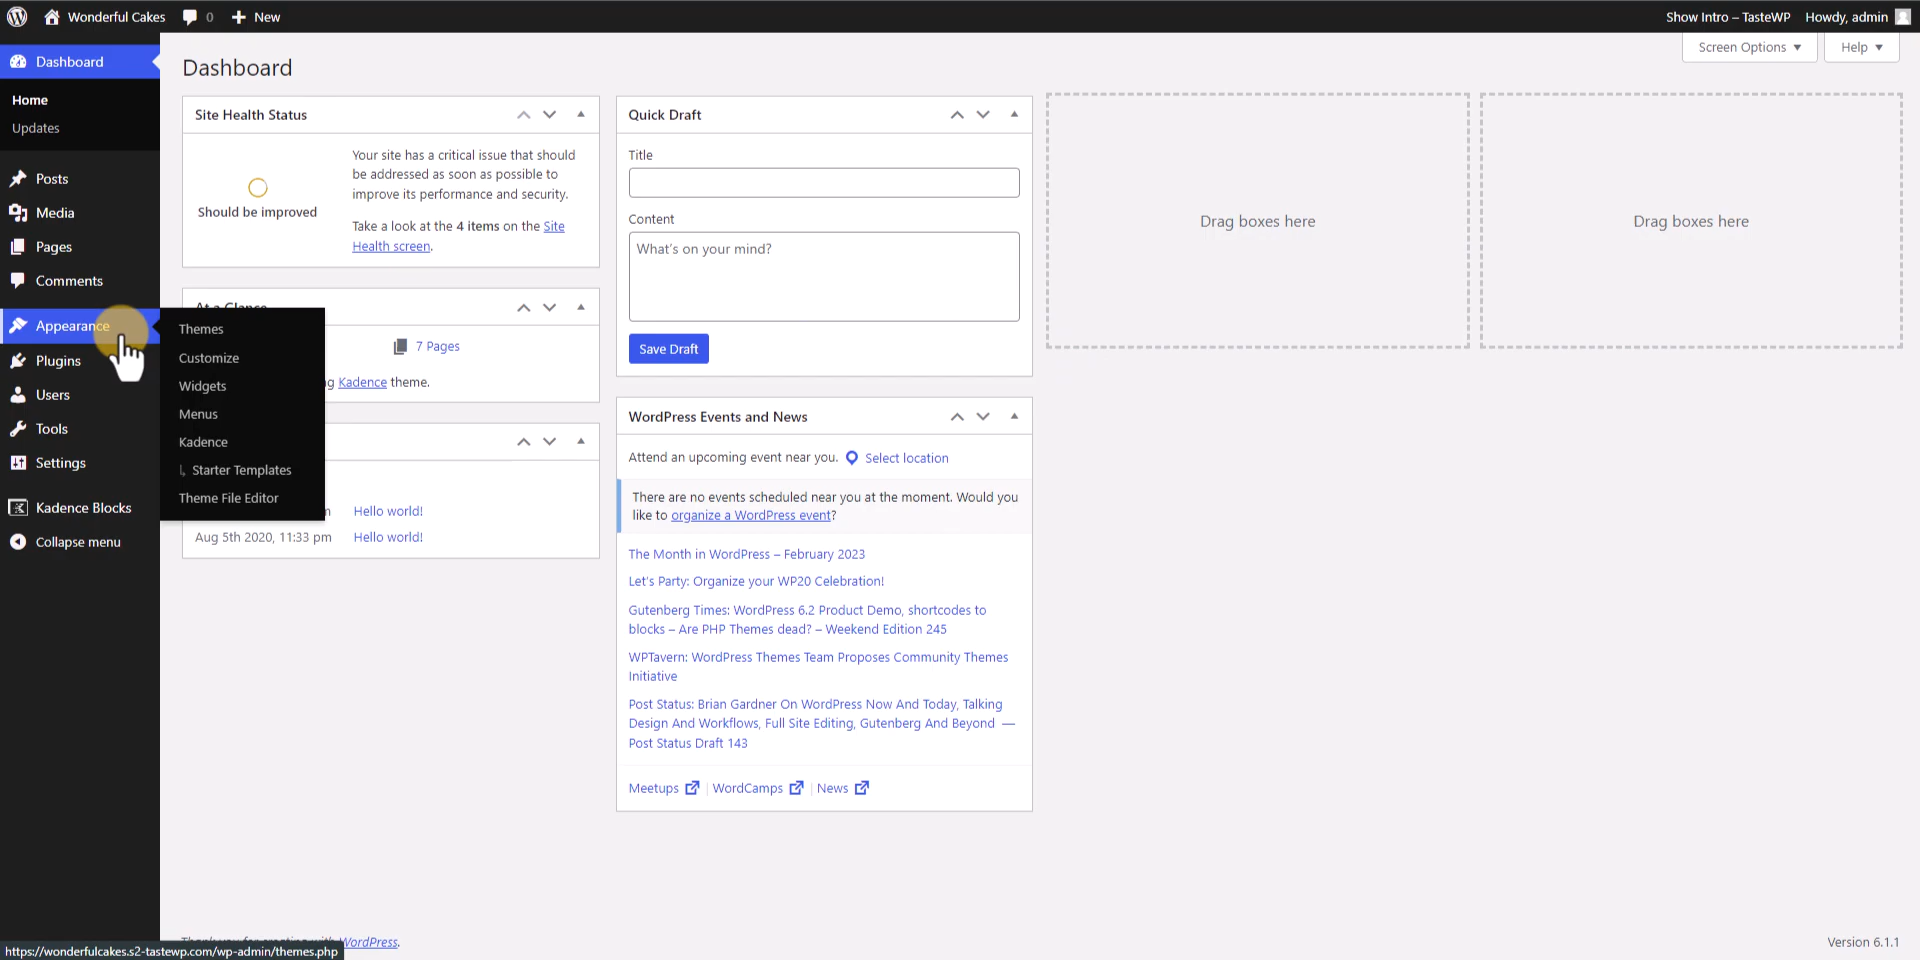 Wonderful Cakes
0
New
Show Intro – TasteWP
Howdy, admin
Screen Options
Help
Dashboard
Home
Updates
Posts
Media
Pages
Comments
Appearance
Plugins
Users
Tools
Settings
Kadence Blocks
Collapse menu
Themes
Customize
Widgets
Menus
Kadence
Starter Templates
Theme File Editor
Dashboard
Site Health Status
Should be improved
Your site has a critical issue that should
be addressed as soon as possible to
improve its performance and security.
Take a look at the 4 items on the Site
Health screen.
At a Glance
7 Pages
Kadence theme.
Hello world!
Aug 5th 2020, 11:33 pm
Hello world!
Quick Draft
Title
Content
What's on your mind?
Save Draft
WordPress Events and News
Attend an upcoming event near you.
Select location
There are no events scheduled near you at the moment. Would you
like to organize a WordPress event?
The Month in WordPress – February 2023
Let's Party: Organize your WP20 Celebration!
Gutenberg Times: WordPress 6.2 Product Demo, shortcodes to
blocks – Are PHP Themes dead? – Weekend Edition 245
WPTavern: WordPress Themes Team Proposes Community Themes
Initiative
Post Status: Brian Gardner On WordPress Now And Today, Talking
Design And Workflows, Full Site Editing, Gutenberg And Beyond —
Post Status Draft 143
Meetups | WordCamps | News
Drag boxes here
Drag boxes here
Thank you for creating with WordPress.
https://wonderfulcakes.s2-tastewp.com/wp-admin/themes.php
Version 6.1.1